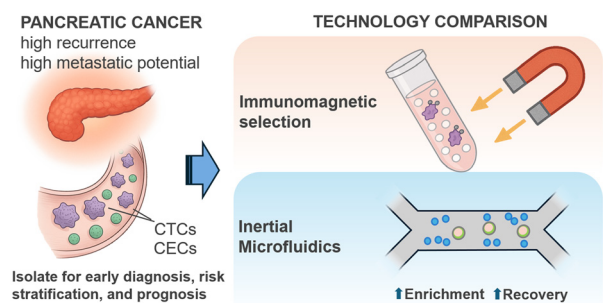 PANCREATIC CANCER
high recurrence
high metastatic potential
CTCs
CECs
Isolate for early diagnosis, risk
stratification, and prognosis
TECHNOLOGY COMPARISON
Immunomagnetic
selection
Inertial
Microfluidics
⬆Enrichment ⬆Recovery